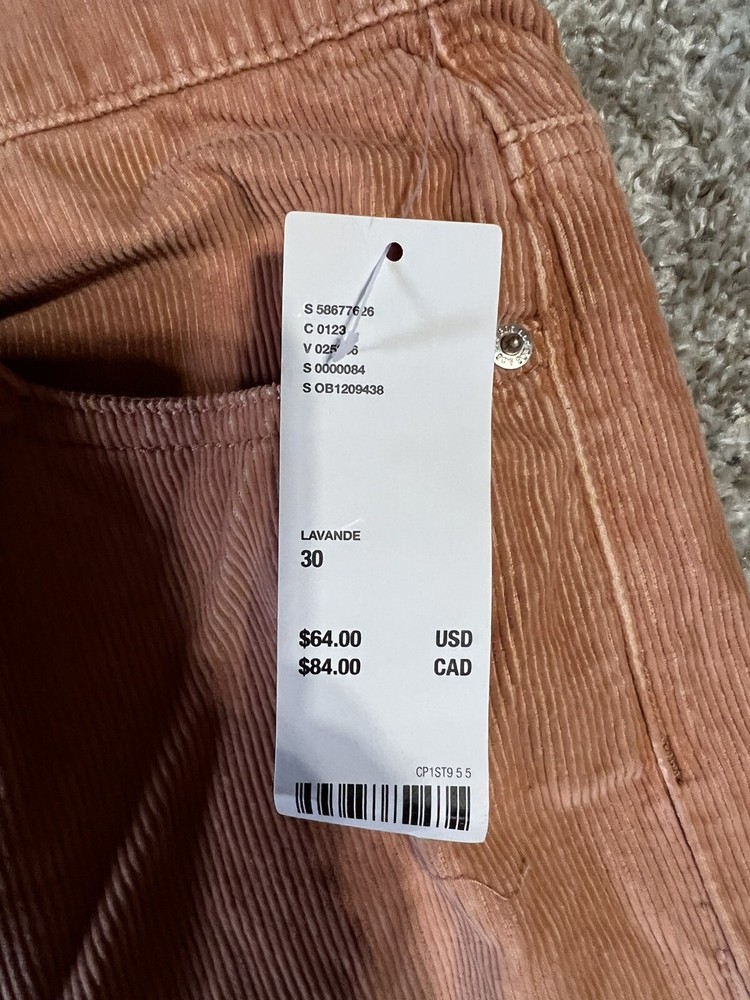 S 58677626
C 0123
S 0000084
S OB1209438
LAVANDE
30
$64.00 USD
$84.00 CAD
CP1ST9 5 5